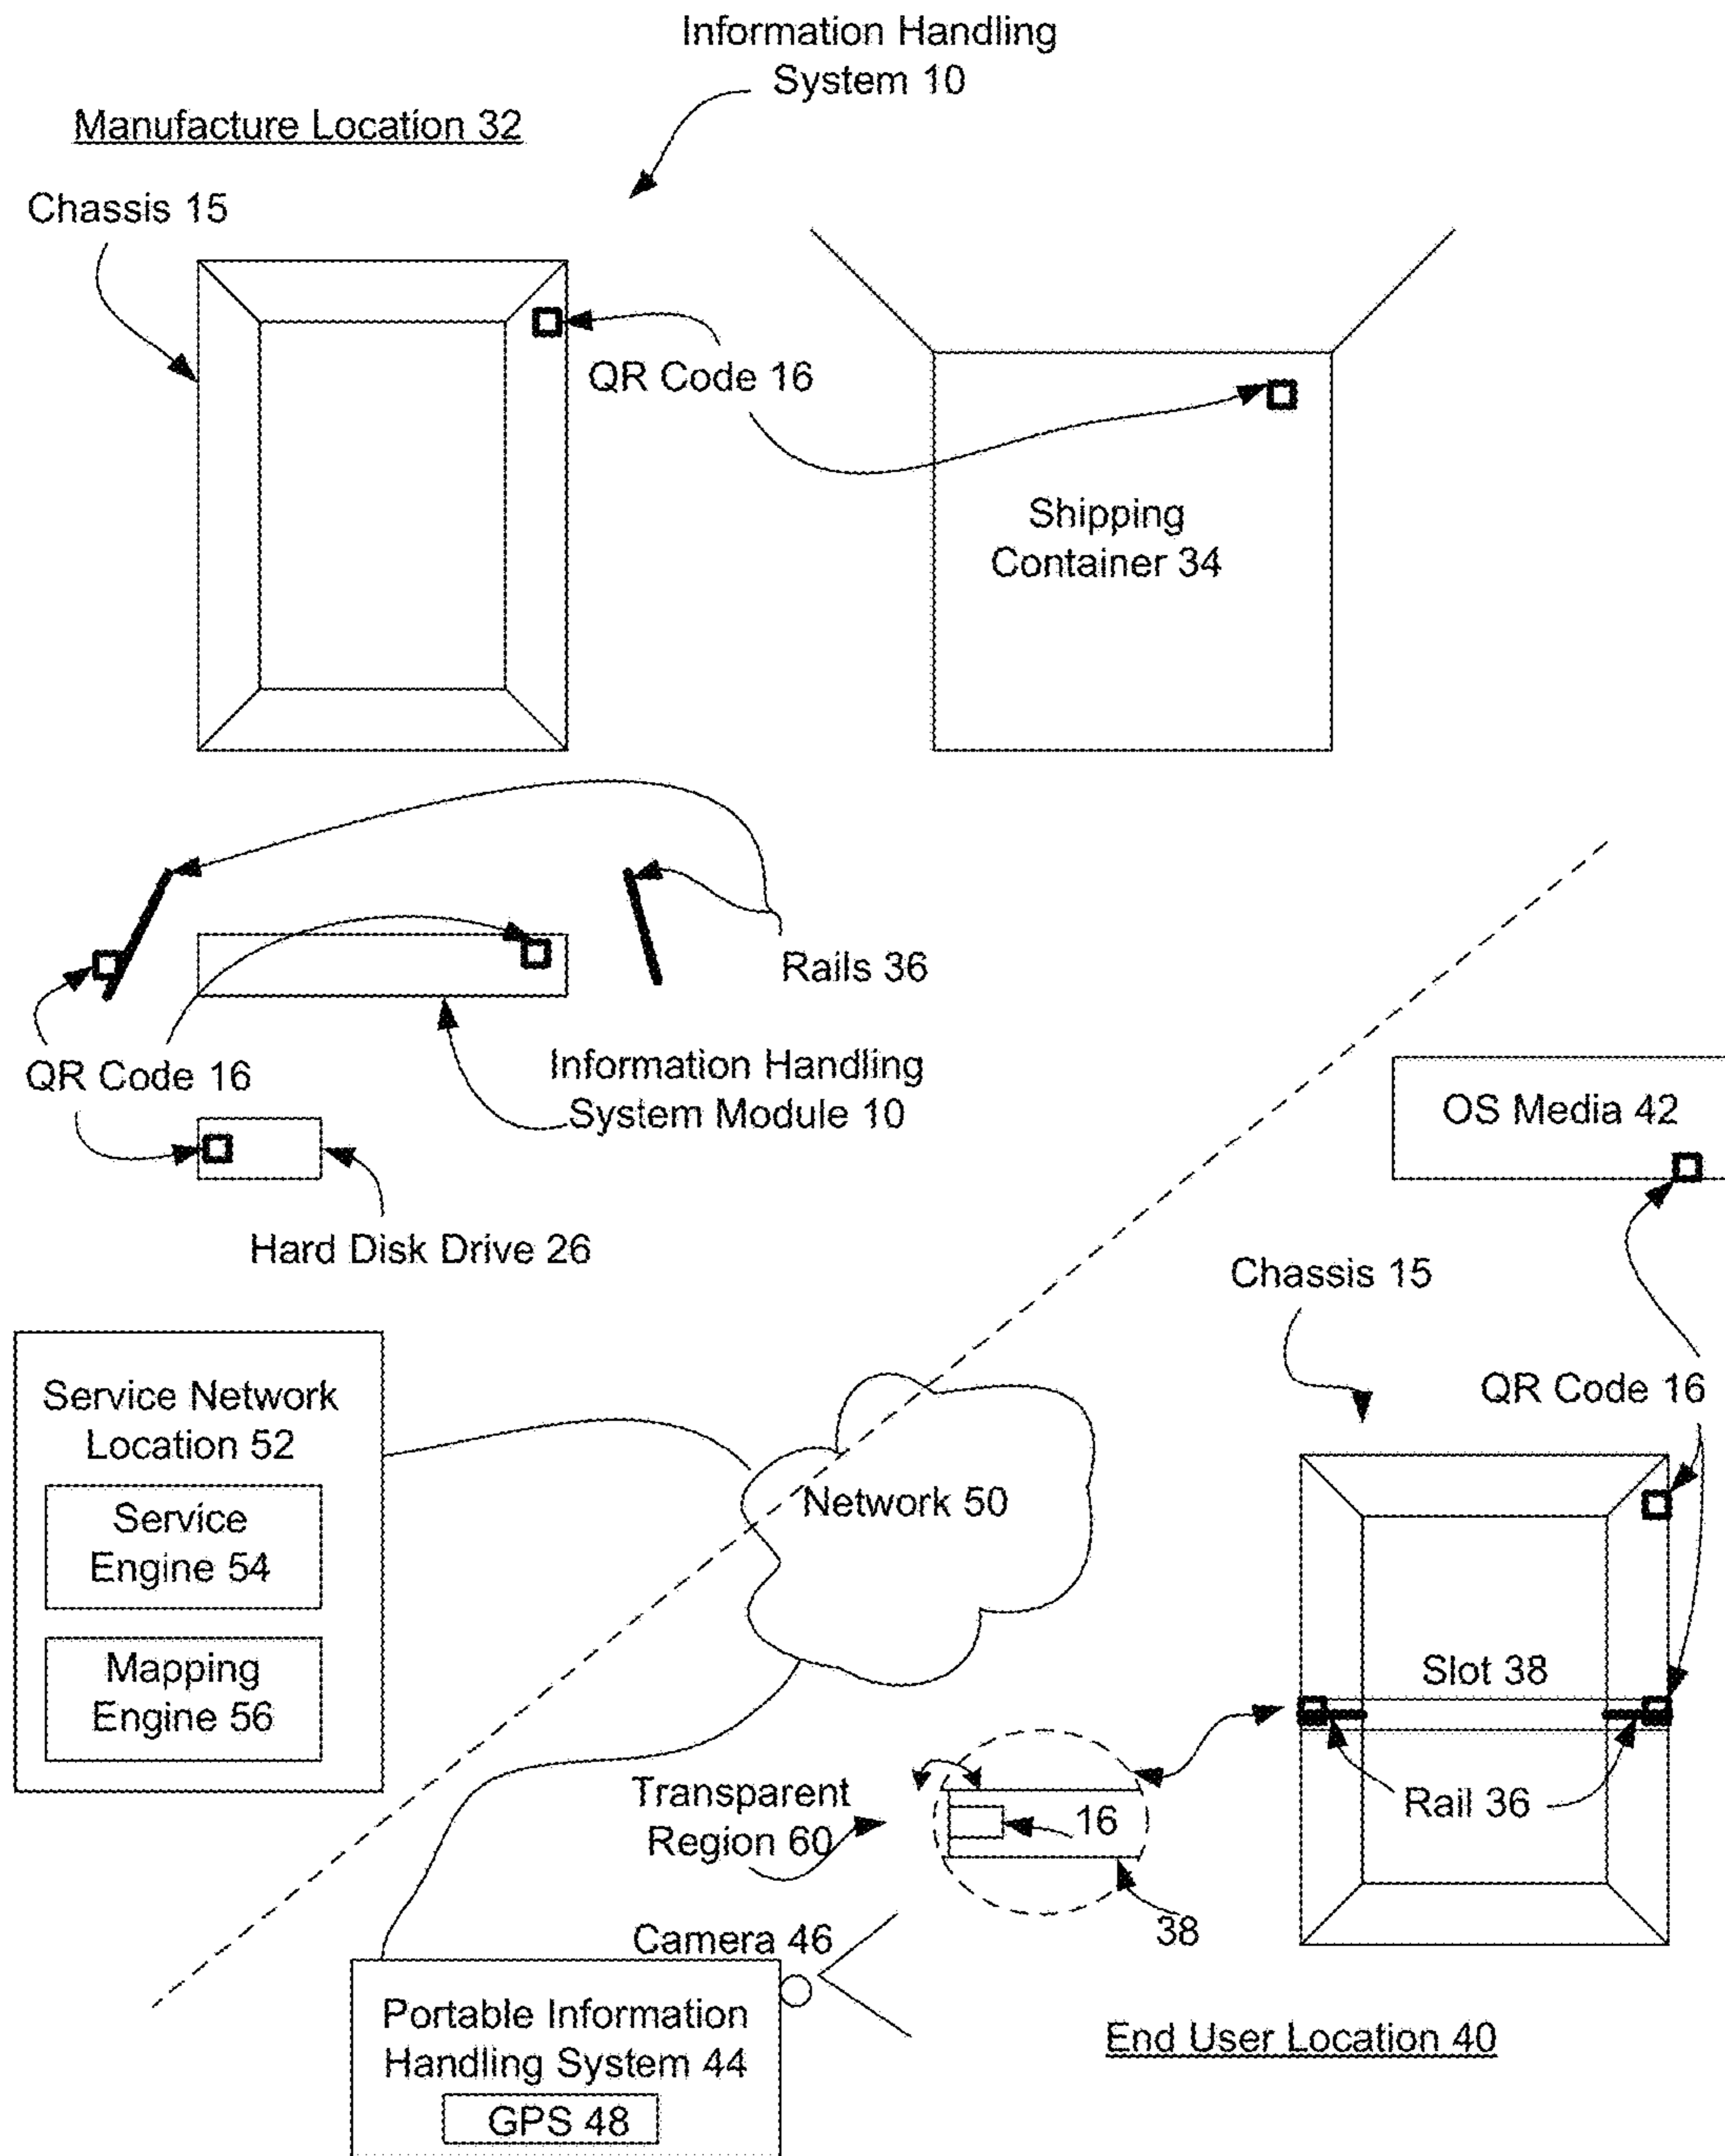 Information Handling
System 10
Manufacture Location 32
Chassis 15
QR Code 16
Shipping
Container 34
Rails 36
QR Code 16
Information Handling
System Module 10
OS Media 42
Hard Disk Drive 26
Chassis 15
QR Code 16
Service Network
Location 52
Service
Engine 54
Mapping
Engine 56
Network 50
Slot 38
Transparent
Region 60
16
Rail 36
38
Camera 46
Portable Information
Handling System 44
GPS 48
End User Location 40